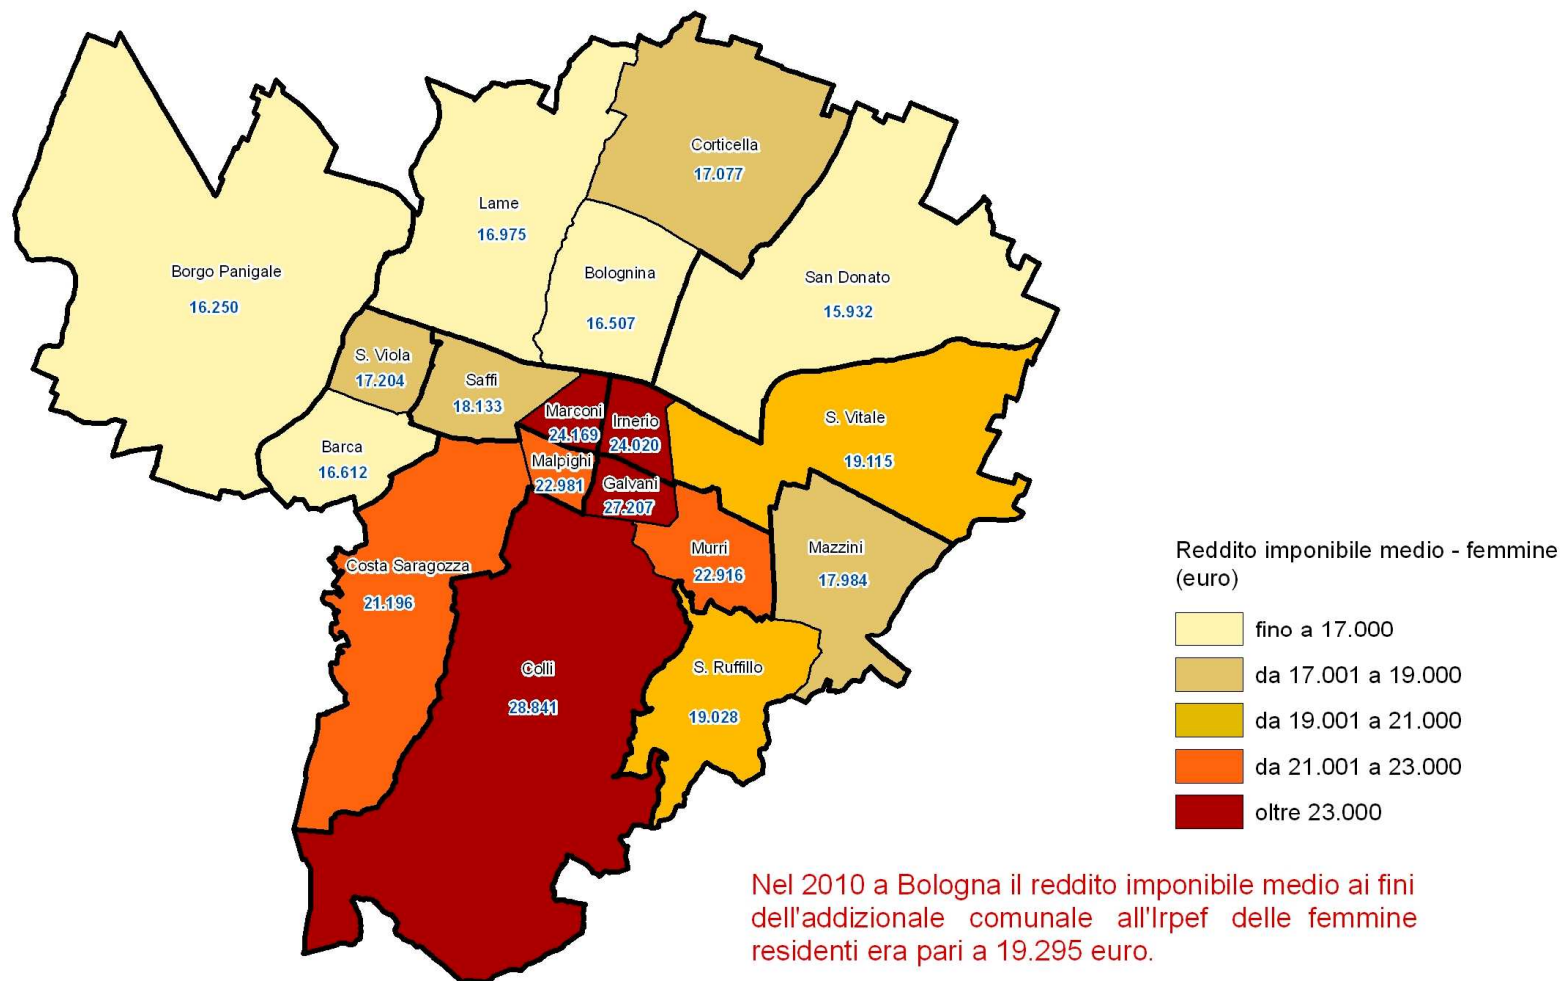 Corticella
17.077
Lame
16.975
Borgo Panigale
16.250
Bolognina
16.507
San Donato
15.932
S. Viola
17.204
Saffi
18.133
Marconi
24.169
Irnerio
24.020
S. Vitale
19.115
Barca
16.612
Malpighi
22.981
Galvani
27.207
Murri
22.916
Mazzini
17.984
Costa Saragozza
21.196
Colli
28.841
S. Ruffillo
19.028
Reddito imponibile medio - femmine
(euro)
fino a 17.000
da 17.001 a 19.000
da 19.001 a 21.000
da 21.001 a 23.000
oltre 23.000
Nel 2010 a Bologna il reddito imponibile medio ai fini
dell'addizionale comunale all'Irpef delle femmine
residenti era pari a 19.295 euro.